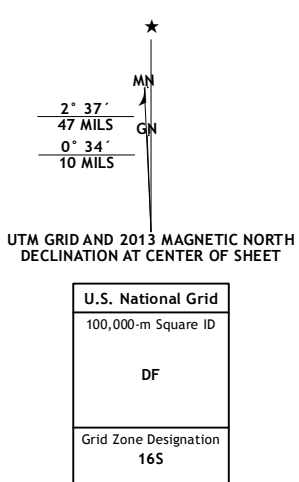 ★
MN
2° 37´
47 MILS
GN
0° 34´
10 MILS
UTM GRID AND 2013 MAGNETIC NORTH
DECLINATION AT CENTER OF SHEET
U.S. National Grid
100,000-m Square ID
DF
Grid Zone Designation
16S